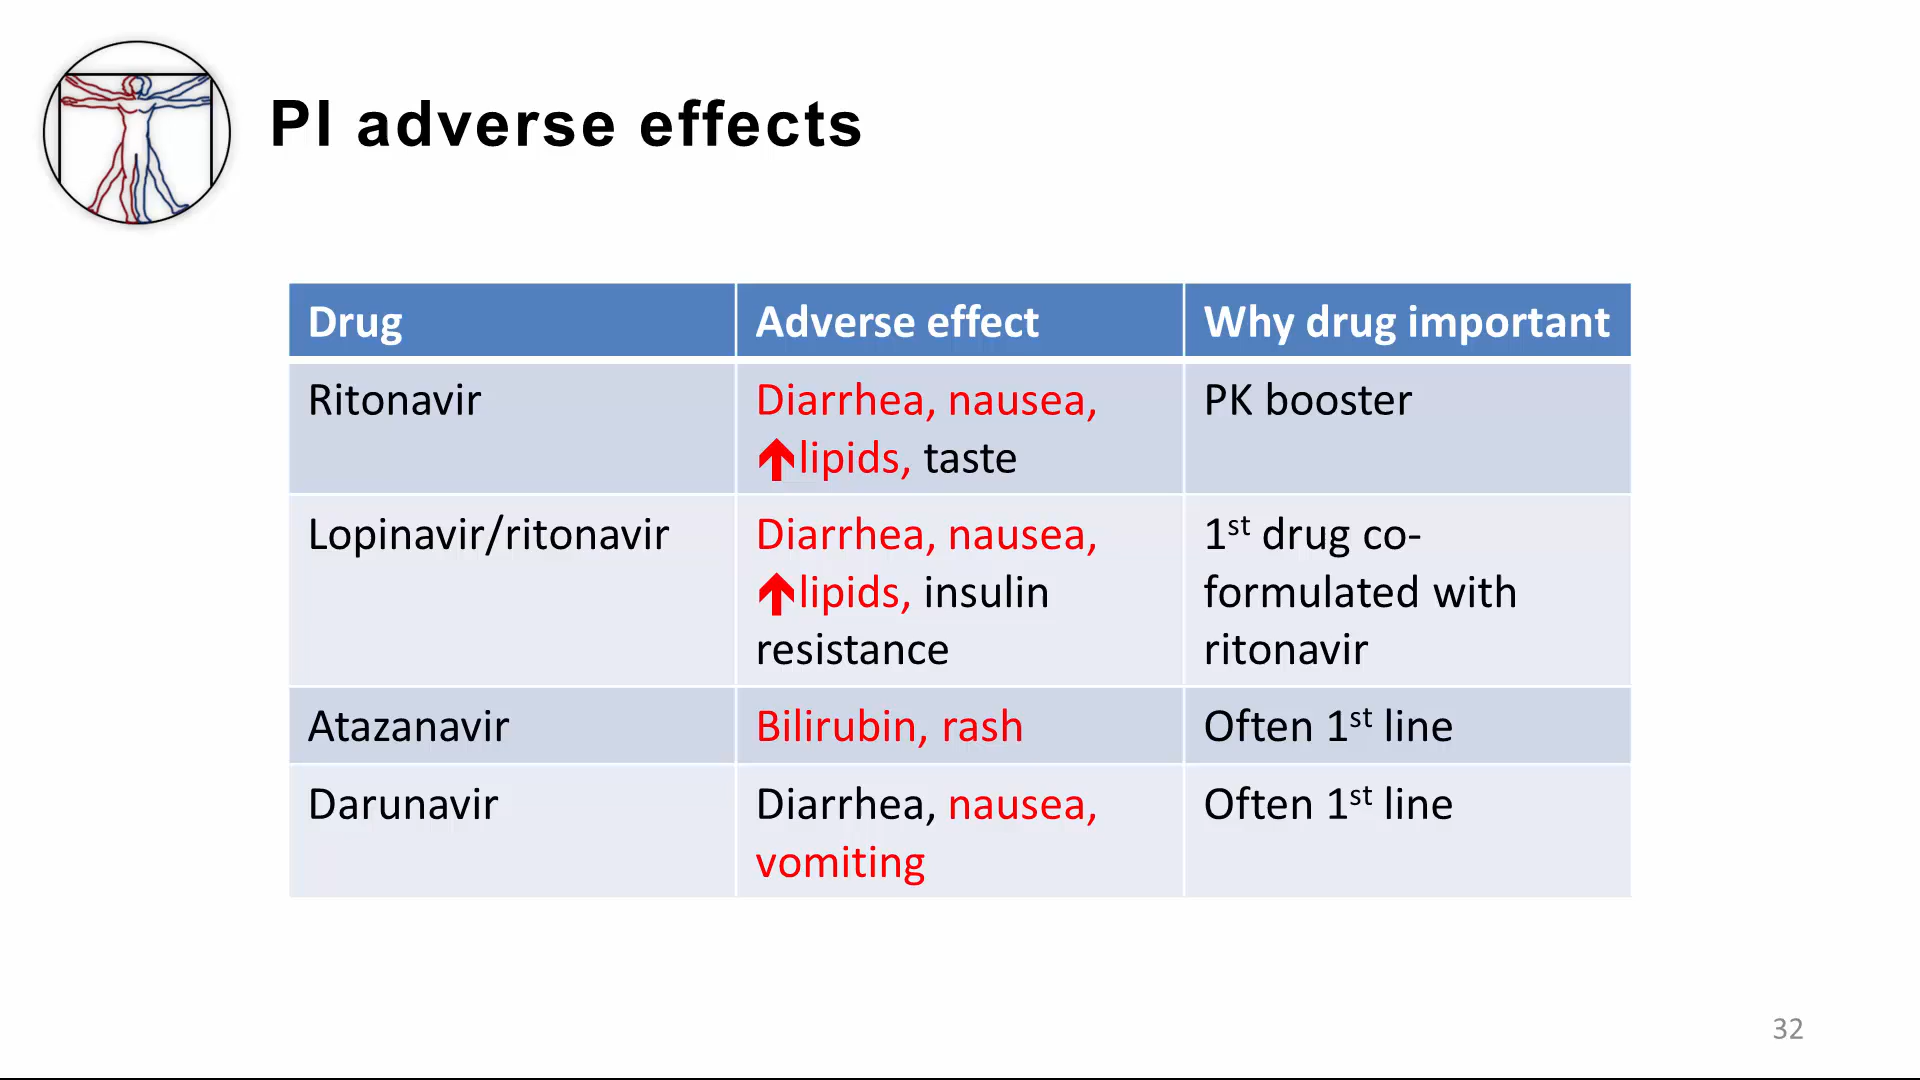 PI adverse effects
Drug
Adverse effect
Why drug important
Ritonavir
Diarrhea, nausea,
↑lipids, taste
PK booster
Lopinavir/ritonavir
Diarrhea, nausea,
↑lipids, insulin
resistance
1st drug co-
formulated with
ritonavir
Atazanavir
Bilirubin, rash
Often 1st line
Darunavir
Diarrhea, nausea,
vomiting
Often 1st line
32